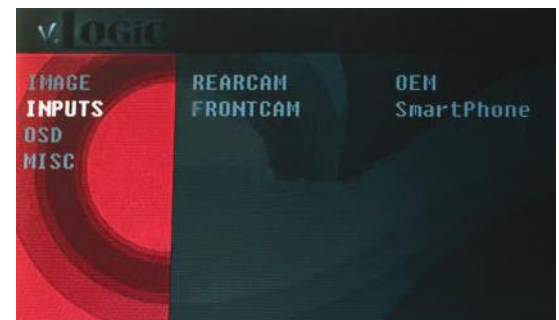 v.LOGiC
IMAGE REARCAM OEM
INPUTS FRONTCAM SmartPhone
OSD
MISC